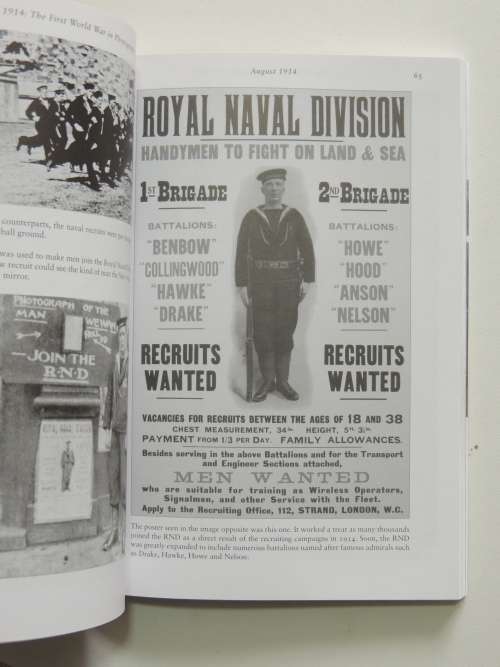 1914: The First World War in
counterparts, the naval recruits were
ball ground.
was used to make men join the Royal
recruit could see the kind of
mirror.
PHOTOGRAPH OF THE
MAN
WE WANT
JOIN THE
R.N.D
ROYAL NAVAL DIVISION
August 1914
65
ROYAL NAVAL DIVISION
HANDYMEN TO FIGHT ON LAND & SEA
1ST BRIGADE
BATTALIONS:
"BENBOW"
"COLLINGWOOD"
"HAWKE"
"DRAKE"
RECRUITS
WANTED
2ND BRIGADE
BATTALIONS:
"HOWE"
"HOOD"
"ANSON"
"NELSON"
RECRUITS
WANTED
VACANCIES FOR RECRUITS BETWEEN THE AGES OF 18 AND 38
CHEST MEASUREMENT, 34in. HEIGHT, 5ft 3½in.
PAYMENT FROM 1/3 PER DAY. FAMILY ALLOWANCES.
Besides serving in the above Battalions and for the Transport
and Engineer Sections attached,
MEN WANTED
who are suitable for training as Wireless Operators,
Signalmen, and other Service with the Fleet.
Apply to the Recruiting Office, 112, STRAND, LONDON, W.C.
The poster seen in the image opposite was this one. It worked a treat as many thousands
joined the RND as a direct result of the recruiting campaigns in 1914. Soon, the RND
was greatly expanded to include numerous battalions named after famous admirals such
as Drake, Hawke, Howe and Nelson.